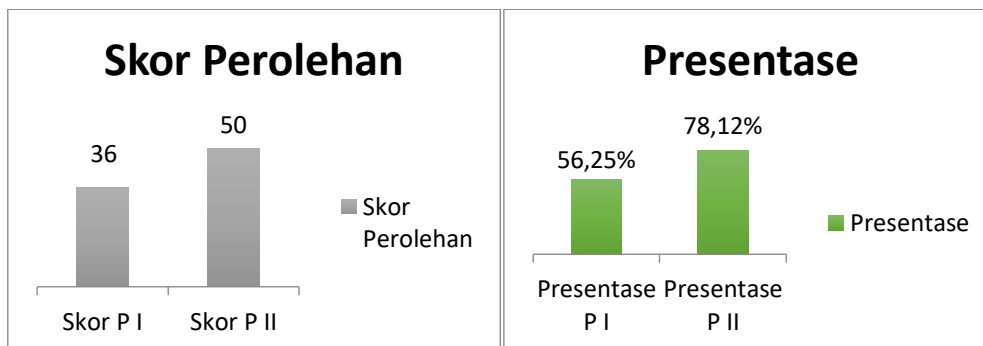 Skor Perolehan
50
36
Skor
Perolehan
Skor P I
Skor P II
Presentase
78,12%
56,25%
Presentase
Presentase
P I
Presentase
P II